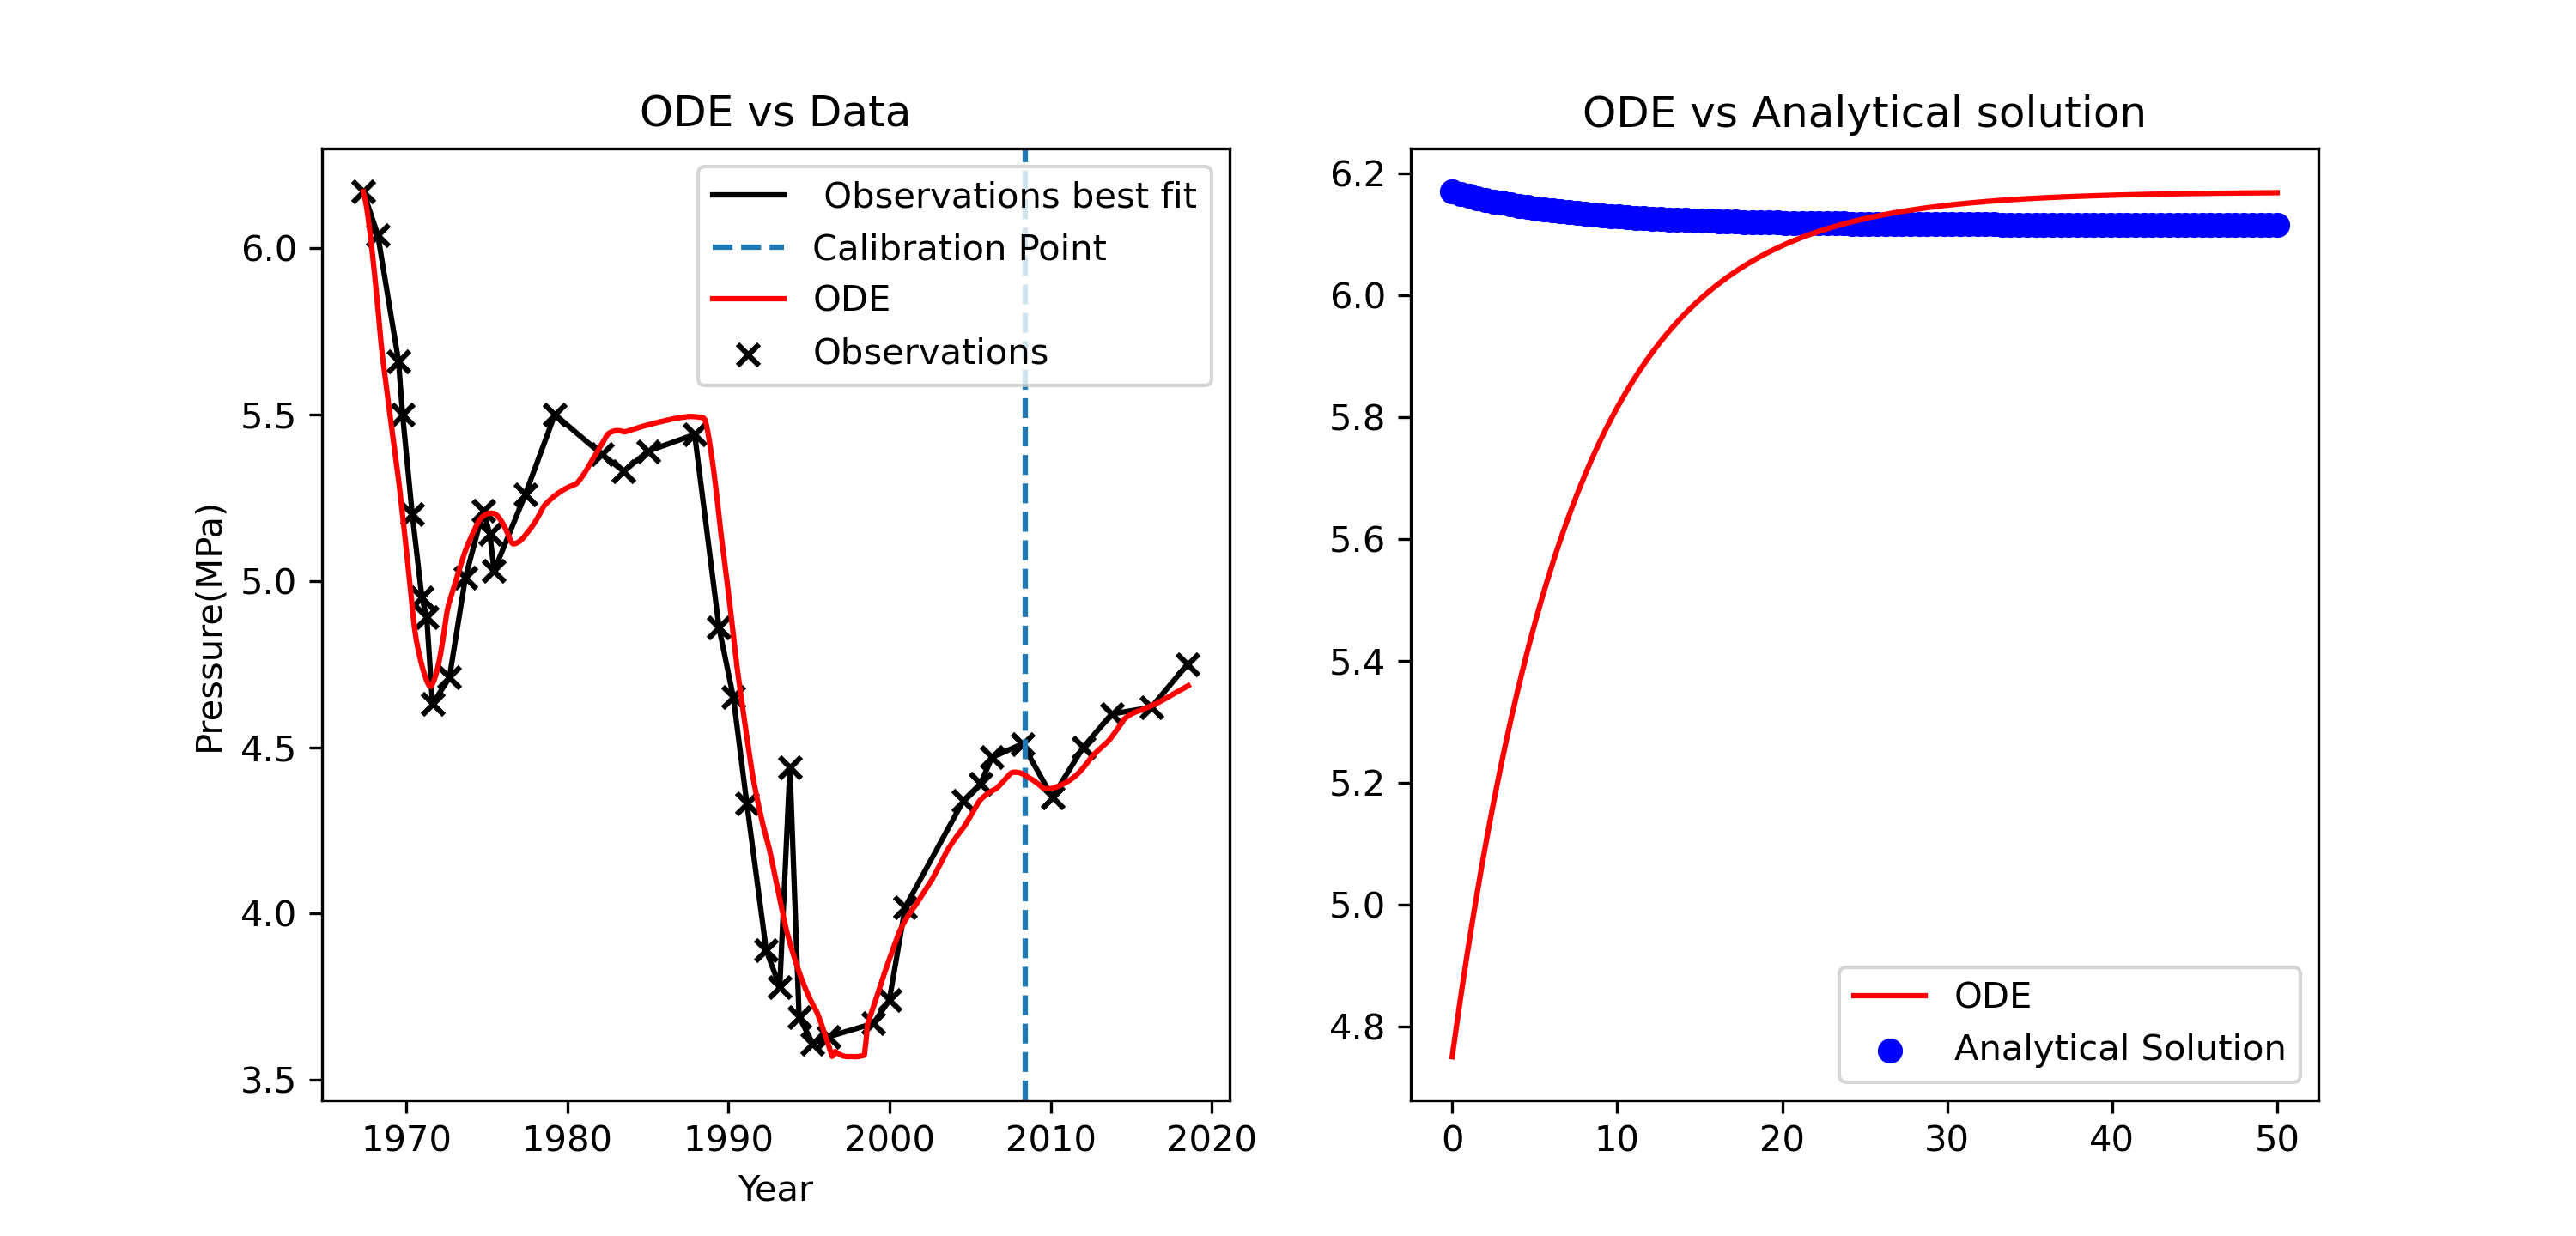 ODE vs Data
Observations best fit
Calibration Point
ODE
Observations
6.0
5.5
5.0
4.5
4.0
3.5
Pressure(MPa)
1970 1980 1990 2000 2010 2020
Year
ODE vs Analytical solution
6.2
6.0
5.8
5.6
5.4
5.2
5.0
4.8
ODE
Analytical Solution
0 10 20 30 40 50